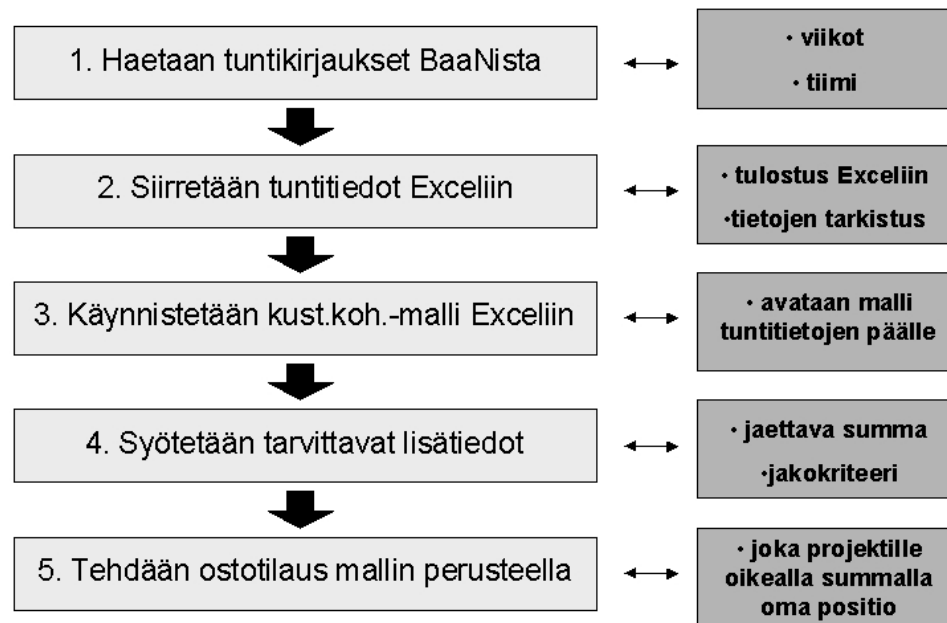 1. Haetaan tuntikirjaukset BaaNista
• viikot
• tiimi
2. Siirretään tuntitiedot Exceliin
• tulostus Exceliin
•tietojen tarkistus
3. Käynnistetään kust.koh.-malli Exceliin
• avataan malli
tuntitietojen päälle
4. Syötetään tarvittavat lisätiedot
• jaettava summa
•jakokriteeri
5. Tehdään ostotilaus mallin perusteella
• joka projektille
oikealla summalla
oma positio